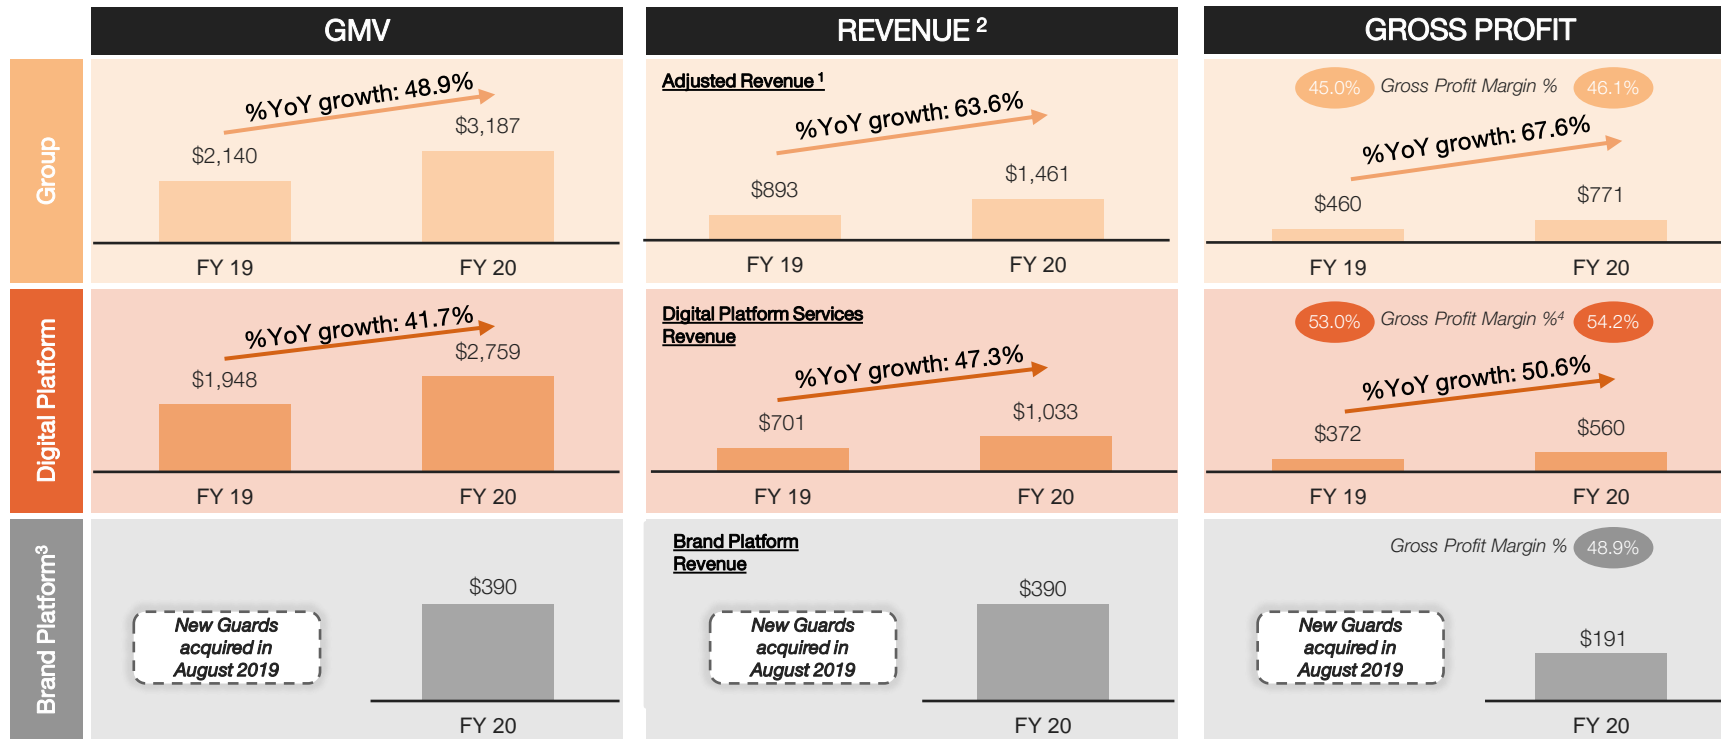 GMV
REVENUE 2
GROSS PROFIT
Group
%YoY growth: 48.9%
$2,140
$3,187
FY 19
FY 20
Adjusted Revenue 1
%YoY growth: 63.6%
$893
$1,461
FY 19
FY 20
45.0%
Gross Profit Margin %
46.1%
%YoY growth: 67.6%
$460
$771
FY 19
FY 20
Digital Platform
%YoY growth: 41.7%
$1,948
$2,759
FY 19
FY 20
Digital Platform Services
Revenue
%YoY growth: 47.3%
$701
$1,033
FY 19
FY 20
53.0%
Gross Profit Margin %4
54.2%
%YoY growth: 50.6%
$372
$560
FY 19
FY 20
Brand Platform3
New Guards
acquired in
August 2019
$390
FY 20
Brand Platform
Revenue
New Guards
acquired in
August 2019
$390
FY 20
Gross Profit Margin %
48.9%
New Guards
acquired in
August 2019
$191
FY 20